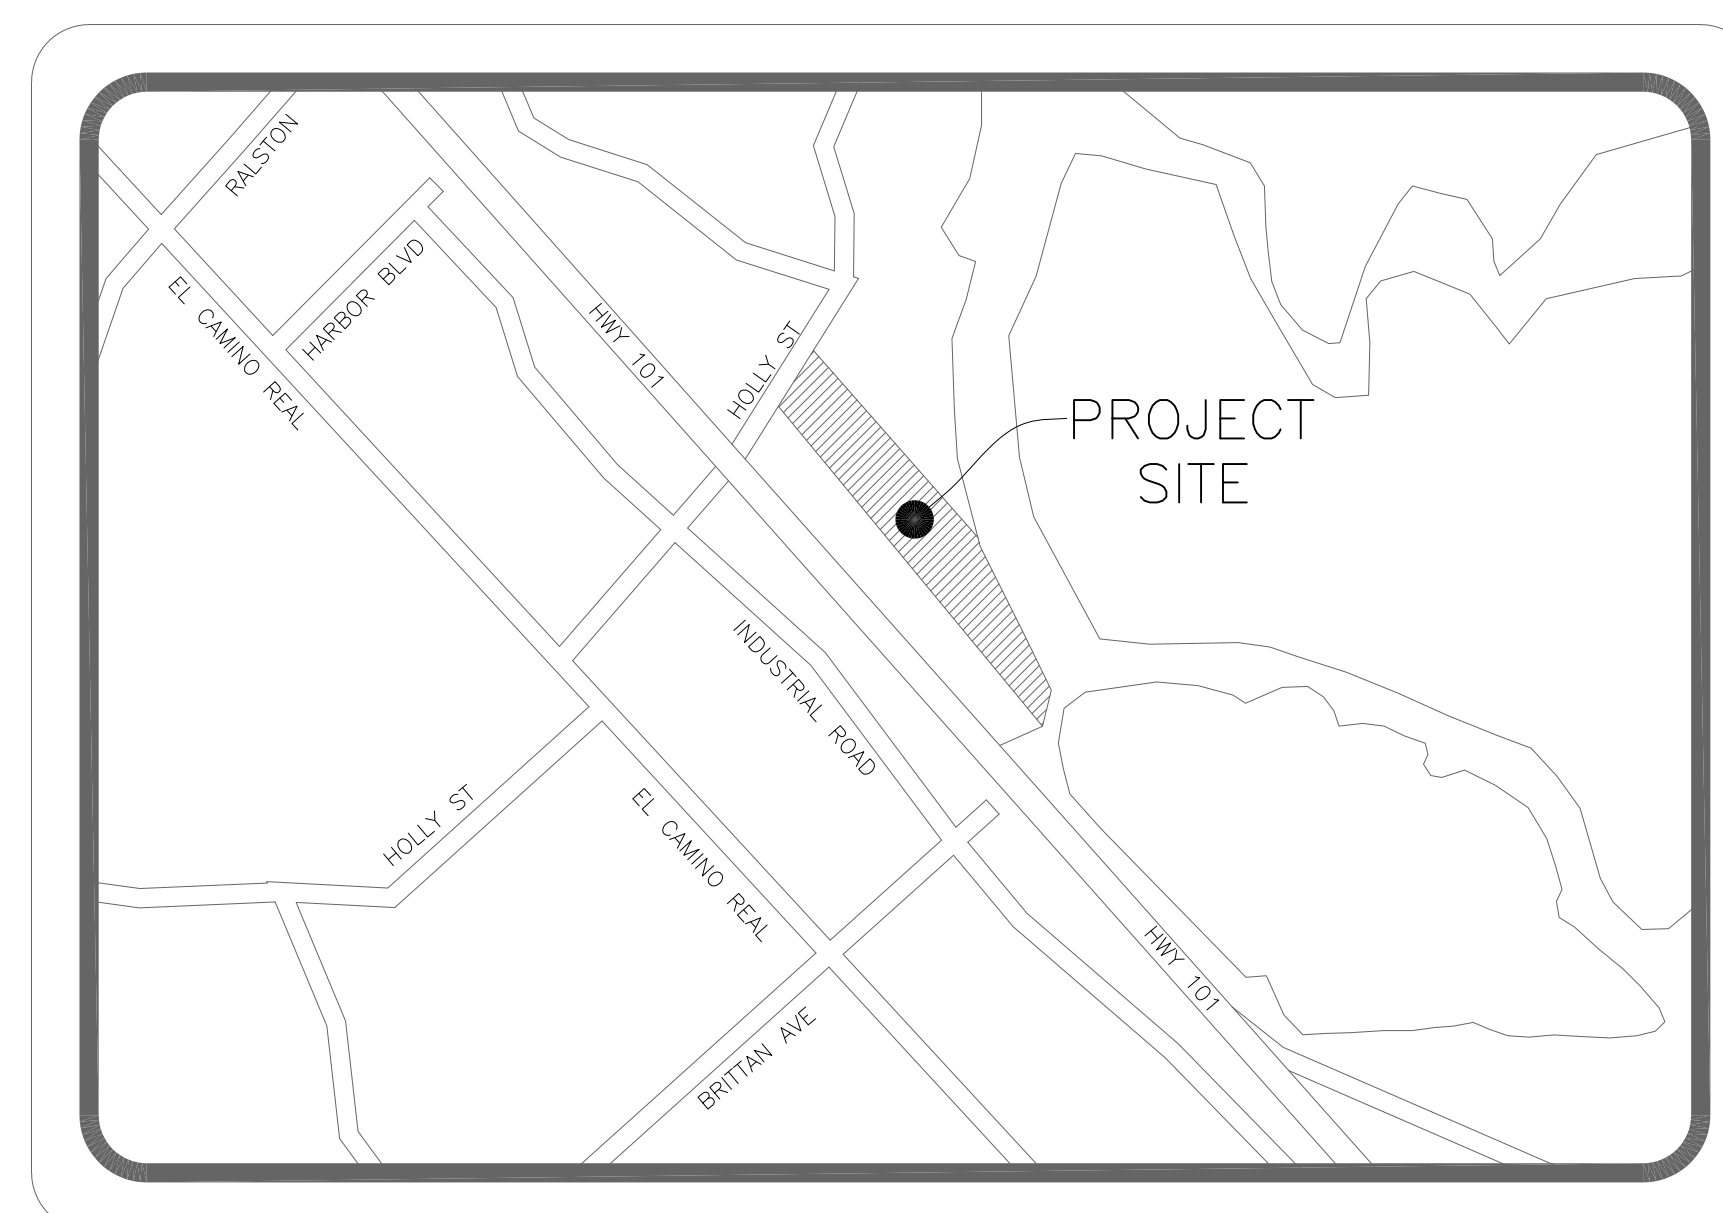 RALSTON
HARBOR BLVD
EL CAMINO REAL
HWY 101
HOLLY ST
PROJECT
SITE
INDUSTRIAL ROAD
HOLLY ST
EL CAMINO REAL
HWY 101
BRITTAN AVE